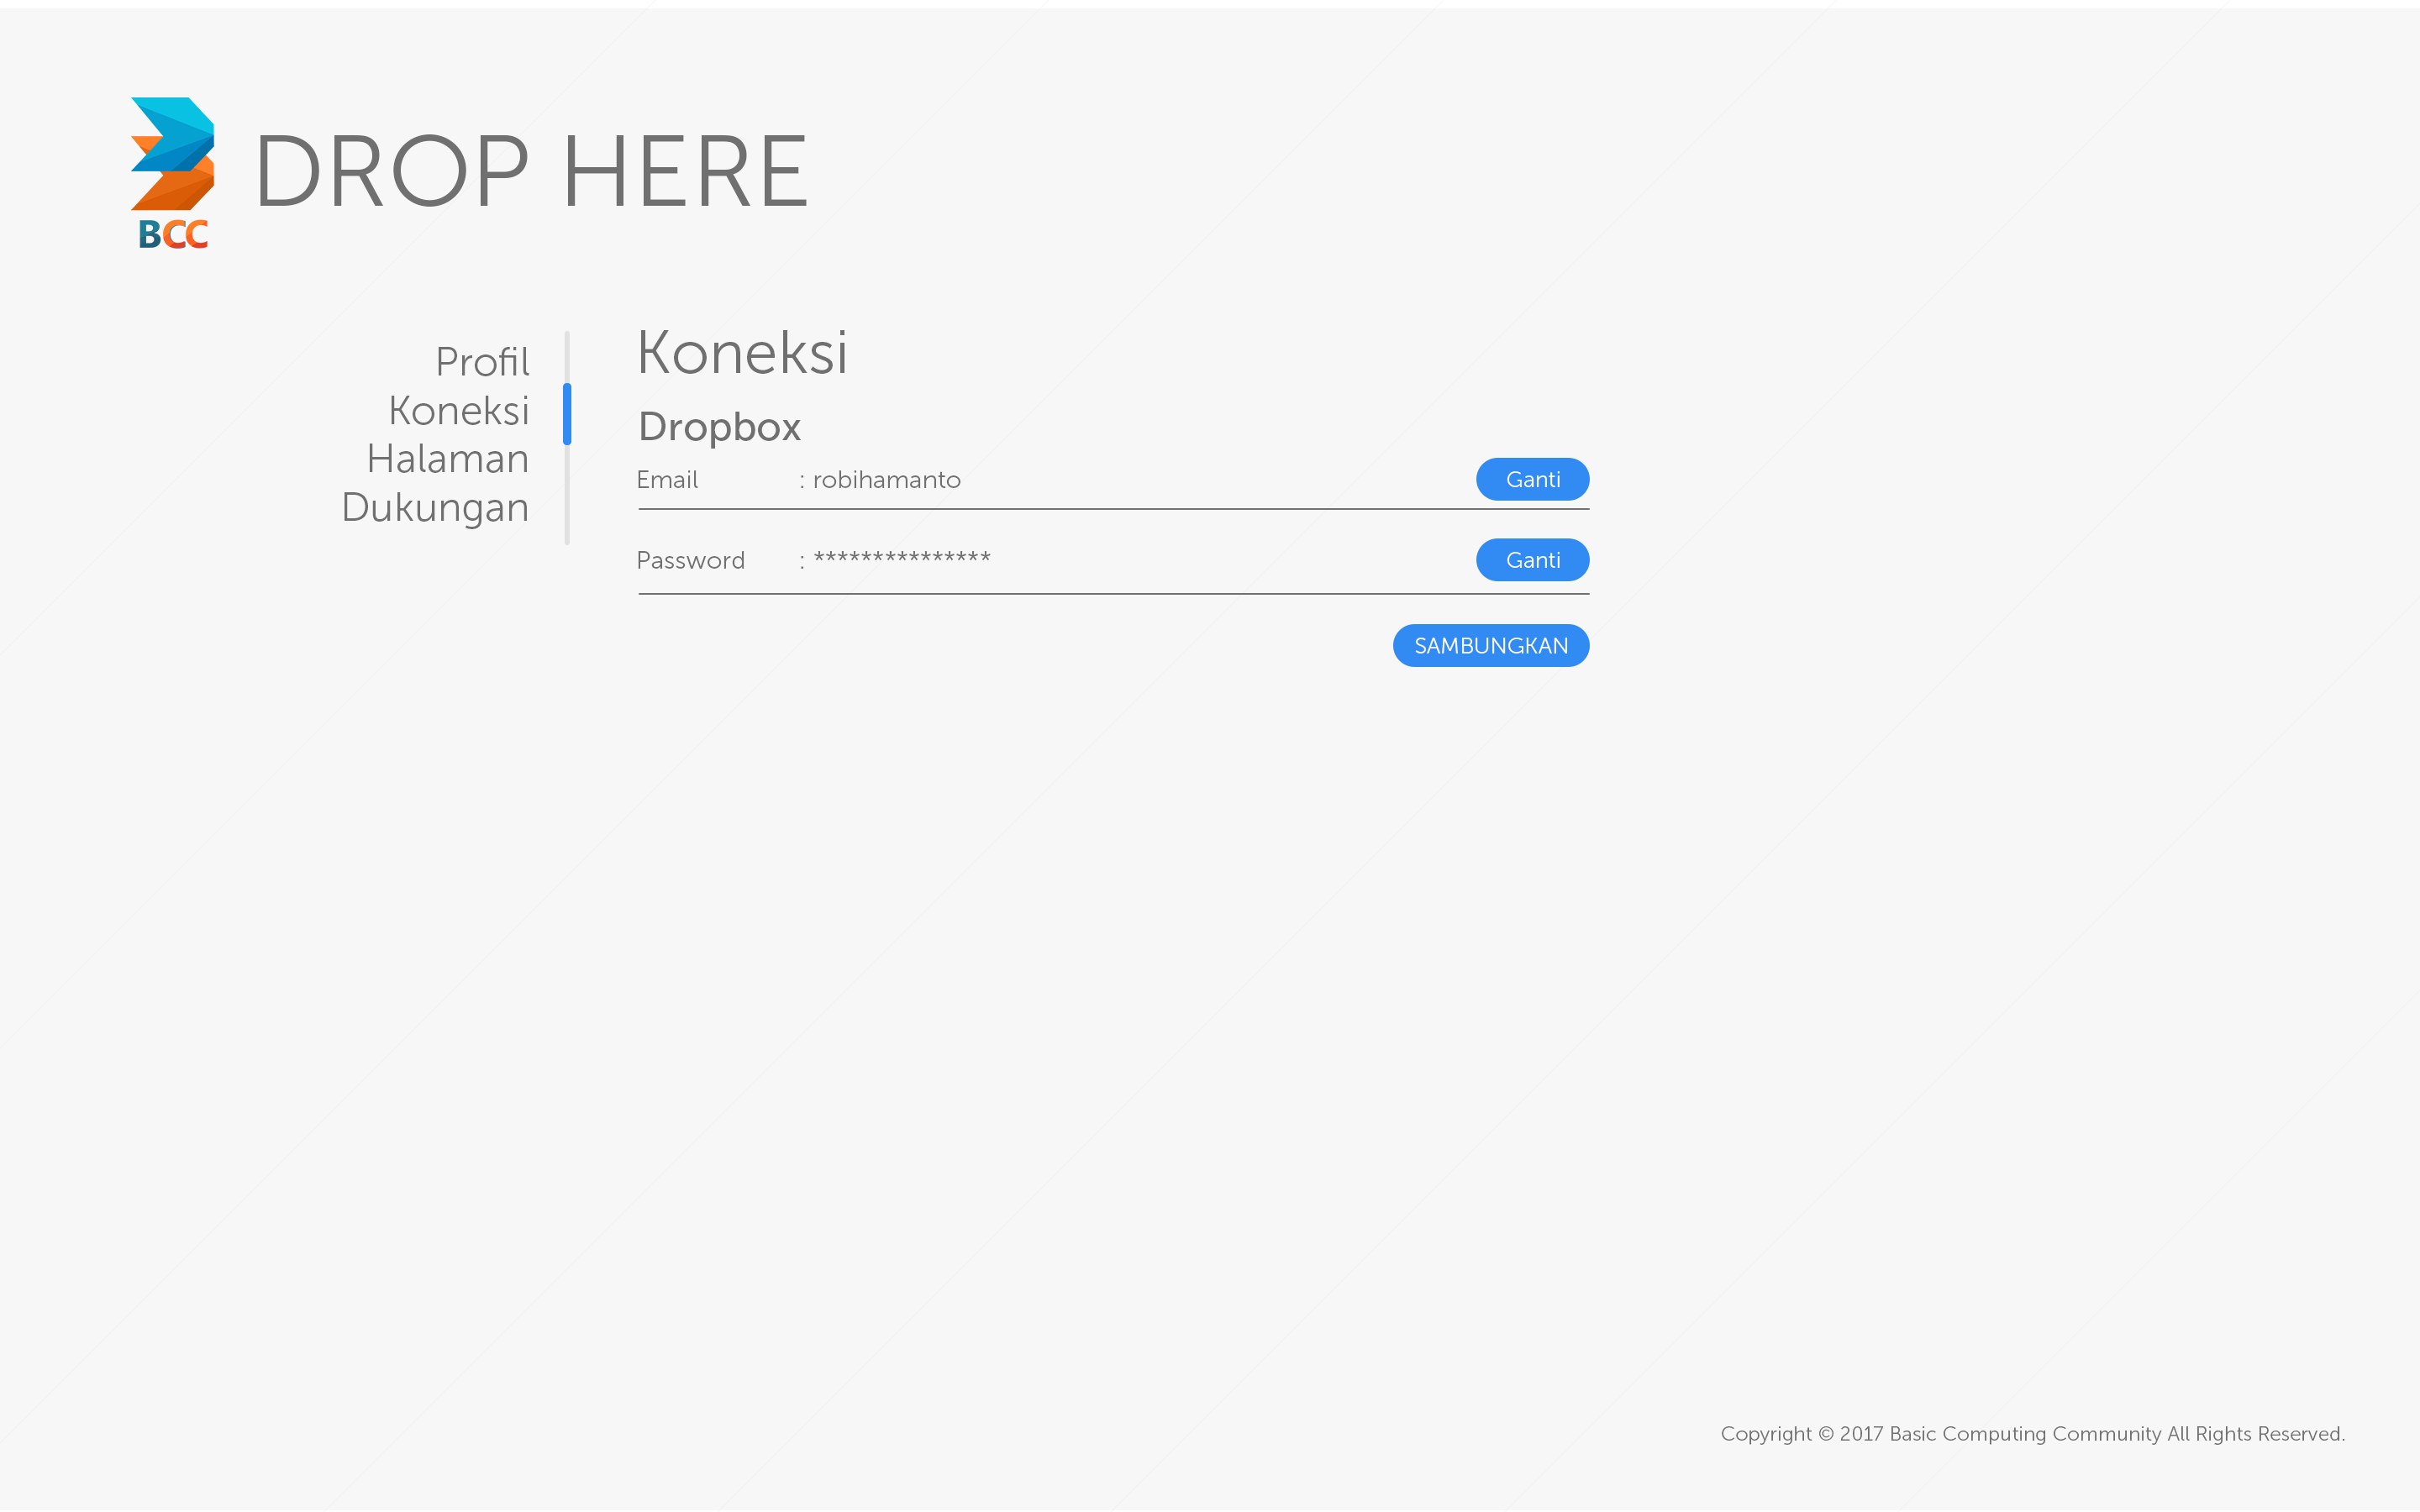 BCC
DROP HERE
Profil
Koneksi
Halaman
Dukungan
Koneksi
Dropbox
Email : robihamanto Ganti
Password : *************** Ganti
SAMBUNGKAN
Copyright © 2017 Basic Computing Community All Rights Reserved.